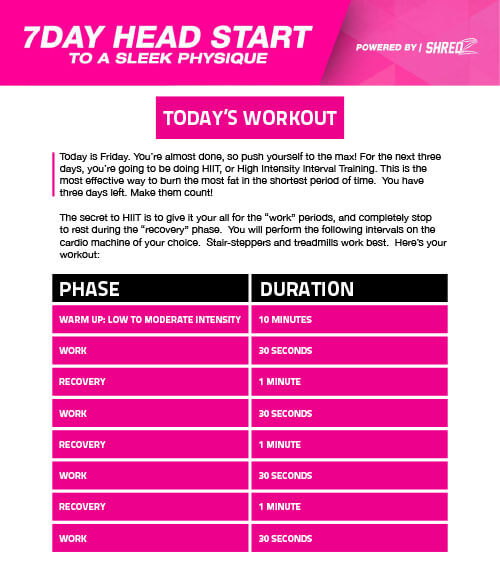 7DAY HEAD START
TO A SLEEK PHYSIQUE
POWERED BY | SHREDZ
TODAY'S WORKOUT
Today is Friday. You're almost done, so push yourself to the max! For the next three
days, you're going to be doing HIIT, or High Intensity Interval Training. This is the
most effective way to burn the most fat in the shortest period of time. You have
three days left. Make them count!
The secret to HIIT is to give it your all for the "work" periods, and completely stop
to rest during the "recovery" phase. You will perform the following intervals on the
cardio machine of your choice. Stair-steppers and treadmills work best. Here's your
workout:
PHASE DURATION
WARM UP: LOW TO MODERATE INTENSITY 10 MINUTES
WORK 30 SECONDS
RECOVERY 1 MINUTE
WORK 30 SECONDS
RECOVERY 1 MINUTE
WORK 30 SECONDS
RECOVERY 1 MINUTE
WORK 30 SECONDS